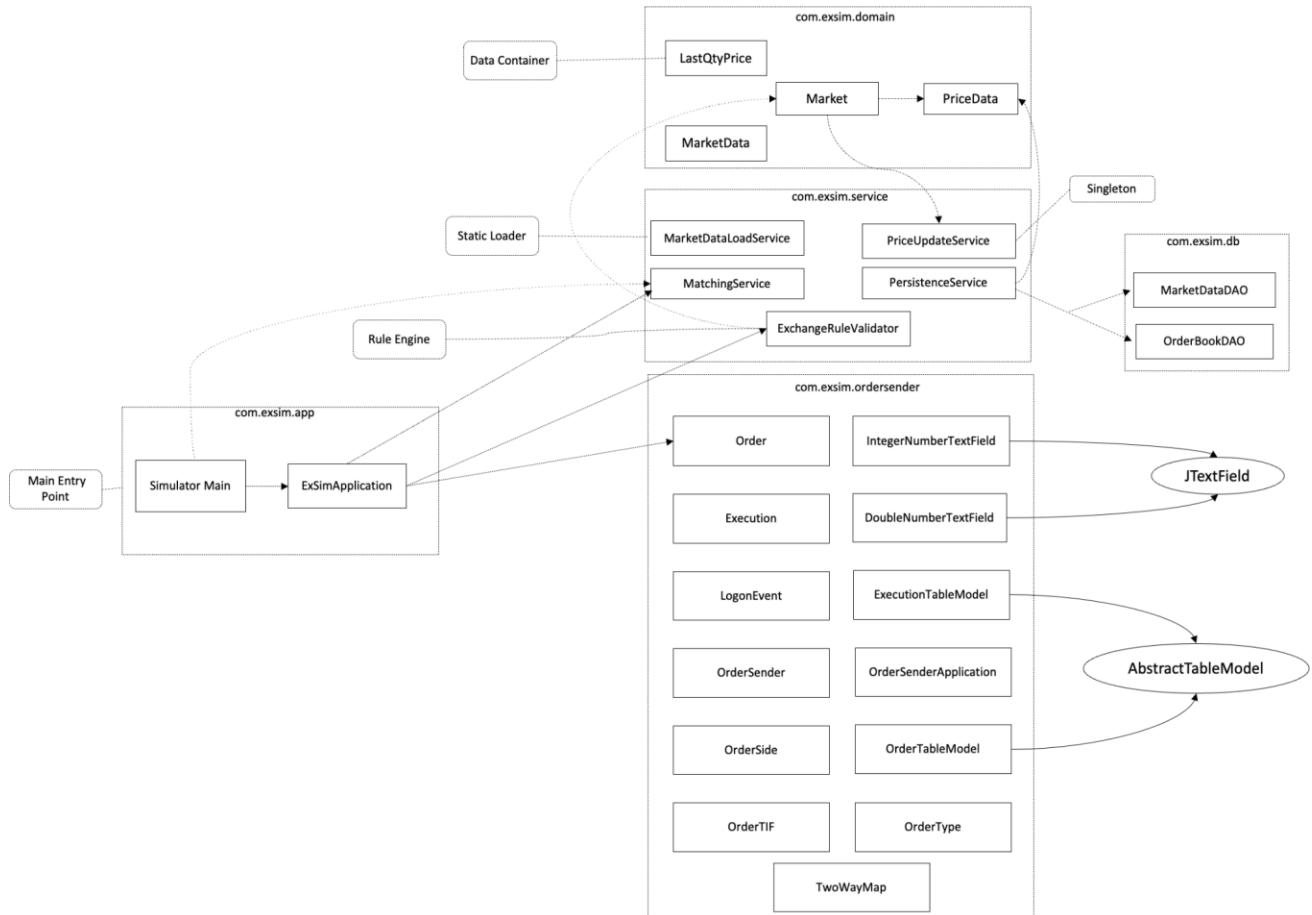 com.exsim.domain
Data Container
LastQtyPrice
Market
PriceData
MarketData
com.exsim.service
Singleton
Static Loader
MarketDataLoadService
PriceUpdateService
com.exsim.db
MatchingService
PersistenceService
MarketDataDAO
Rule Engine
ExchangeRuleValidator
OrderBookDAO
com.exsim.ordersender
com.exsim.app
Order
IntegerNumberTextField
Main Entry
Point
Simulator Main
ExSimApplication
JTextField
Execution
DoubleNumberTextField
LogonEvent
ExecutionTableModel
OrderSender
OrderSenderApplication
AbstractTableModel
OrderSide
OrderTableModel
OrderTIF
OrderType
TwoWayMap